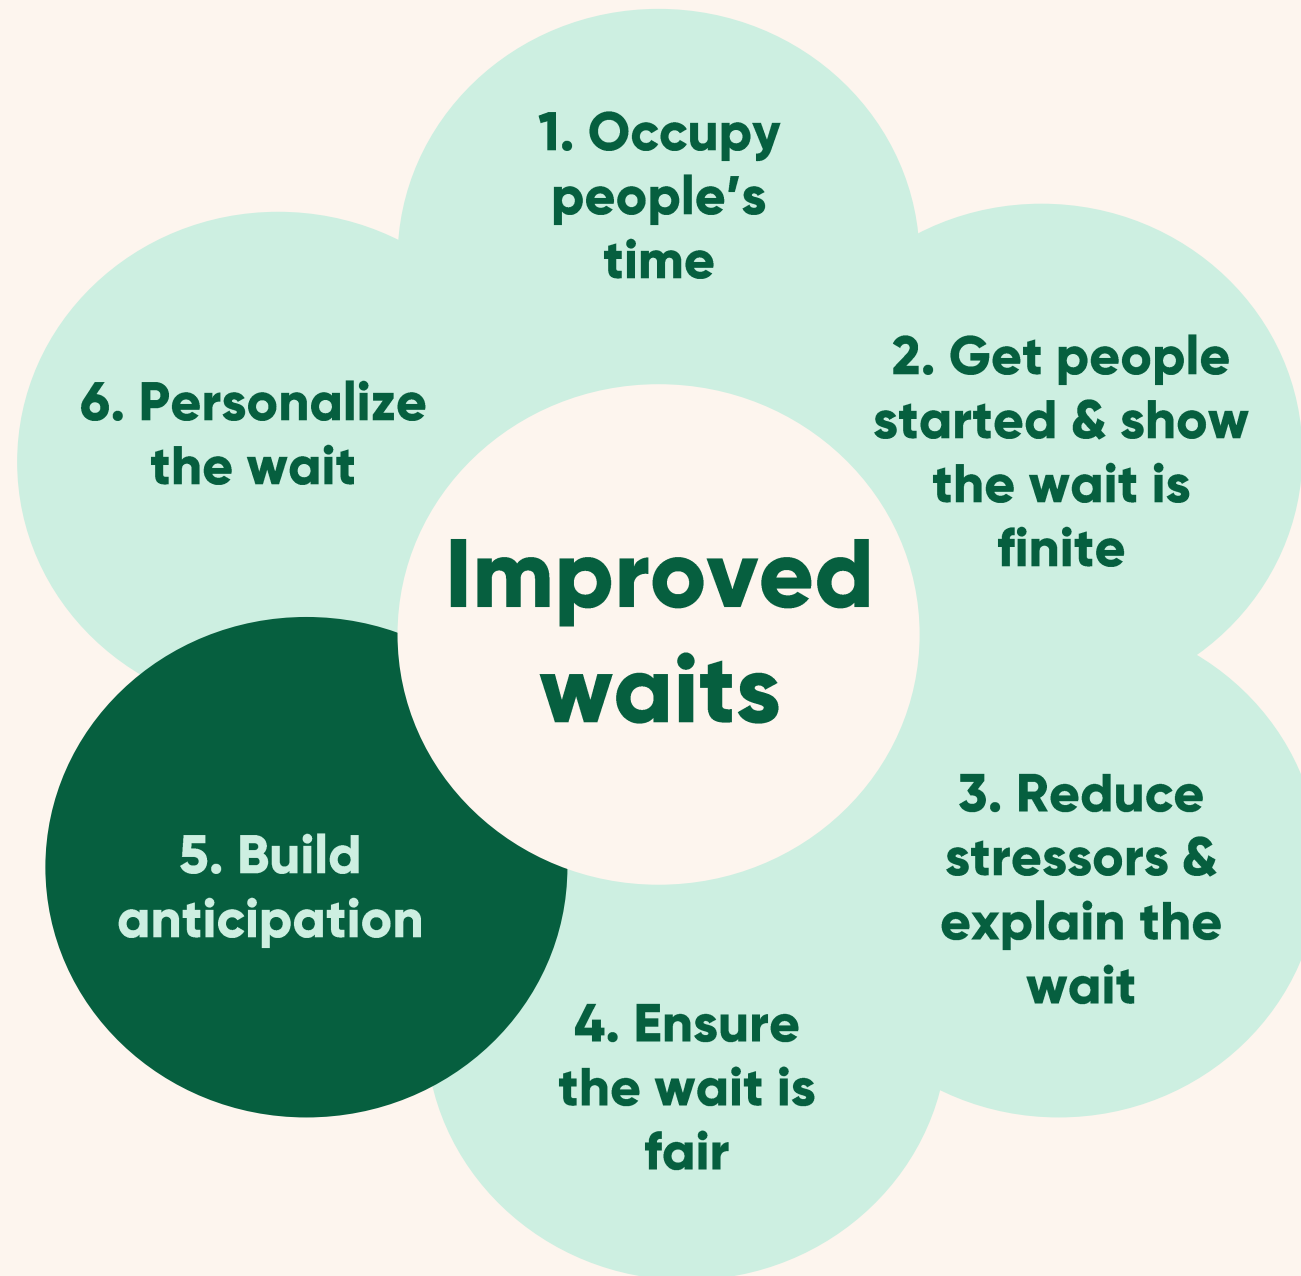 1. Occupy
people’s
time
2. Get people
started & show
the wait is
finite
3. Reduce
stressors &
explain the
wait
4. Ensure
the wait is
fair
5. Build
anticipation
6. Personalize
the wait
Improved
waits